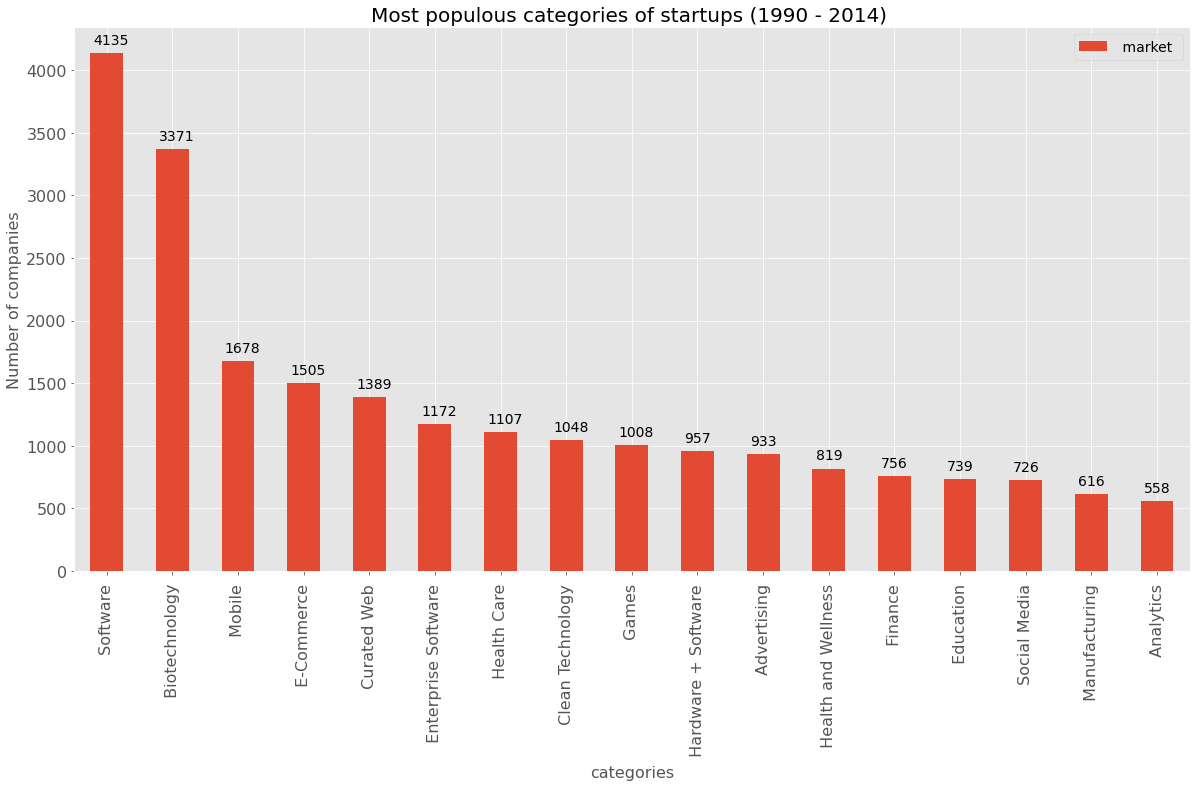 Most populous categories of startups (1990 - 2014)
market
Number of companies
4000
3500
3000
2500
2000
1500
1000
500
0
4135
3371
1678
1505
1389
1172
1107
1048
1008
957
933
819
756
739
726
616
558
Software
Biotechnology
Mobile
E-Commerce
Curated Web
Enterprise Software
Health Care
Clean Technology
Games
Hardware + Software
Advertising
Health and Wellness
Finance
Education
Social Media
Manufacturing
Analytics
categories